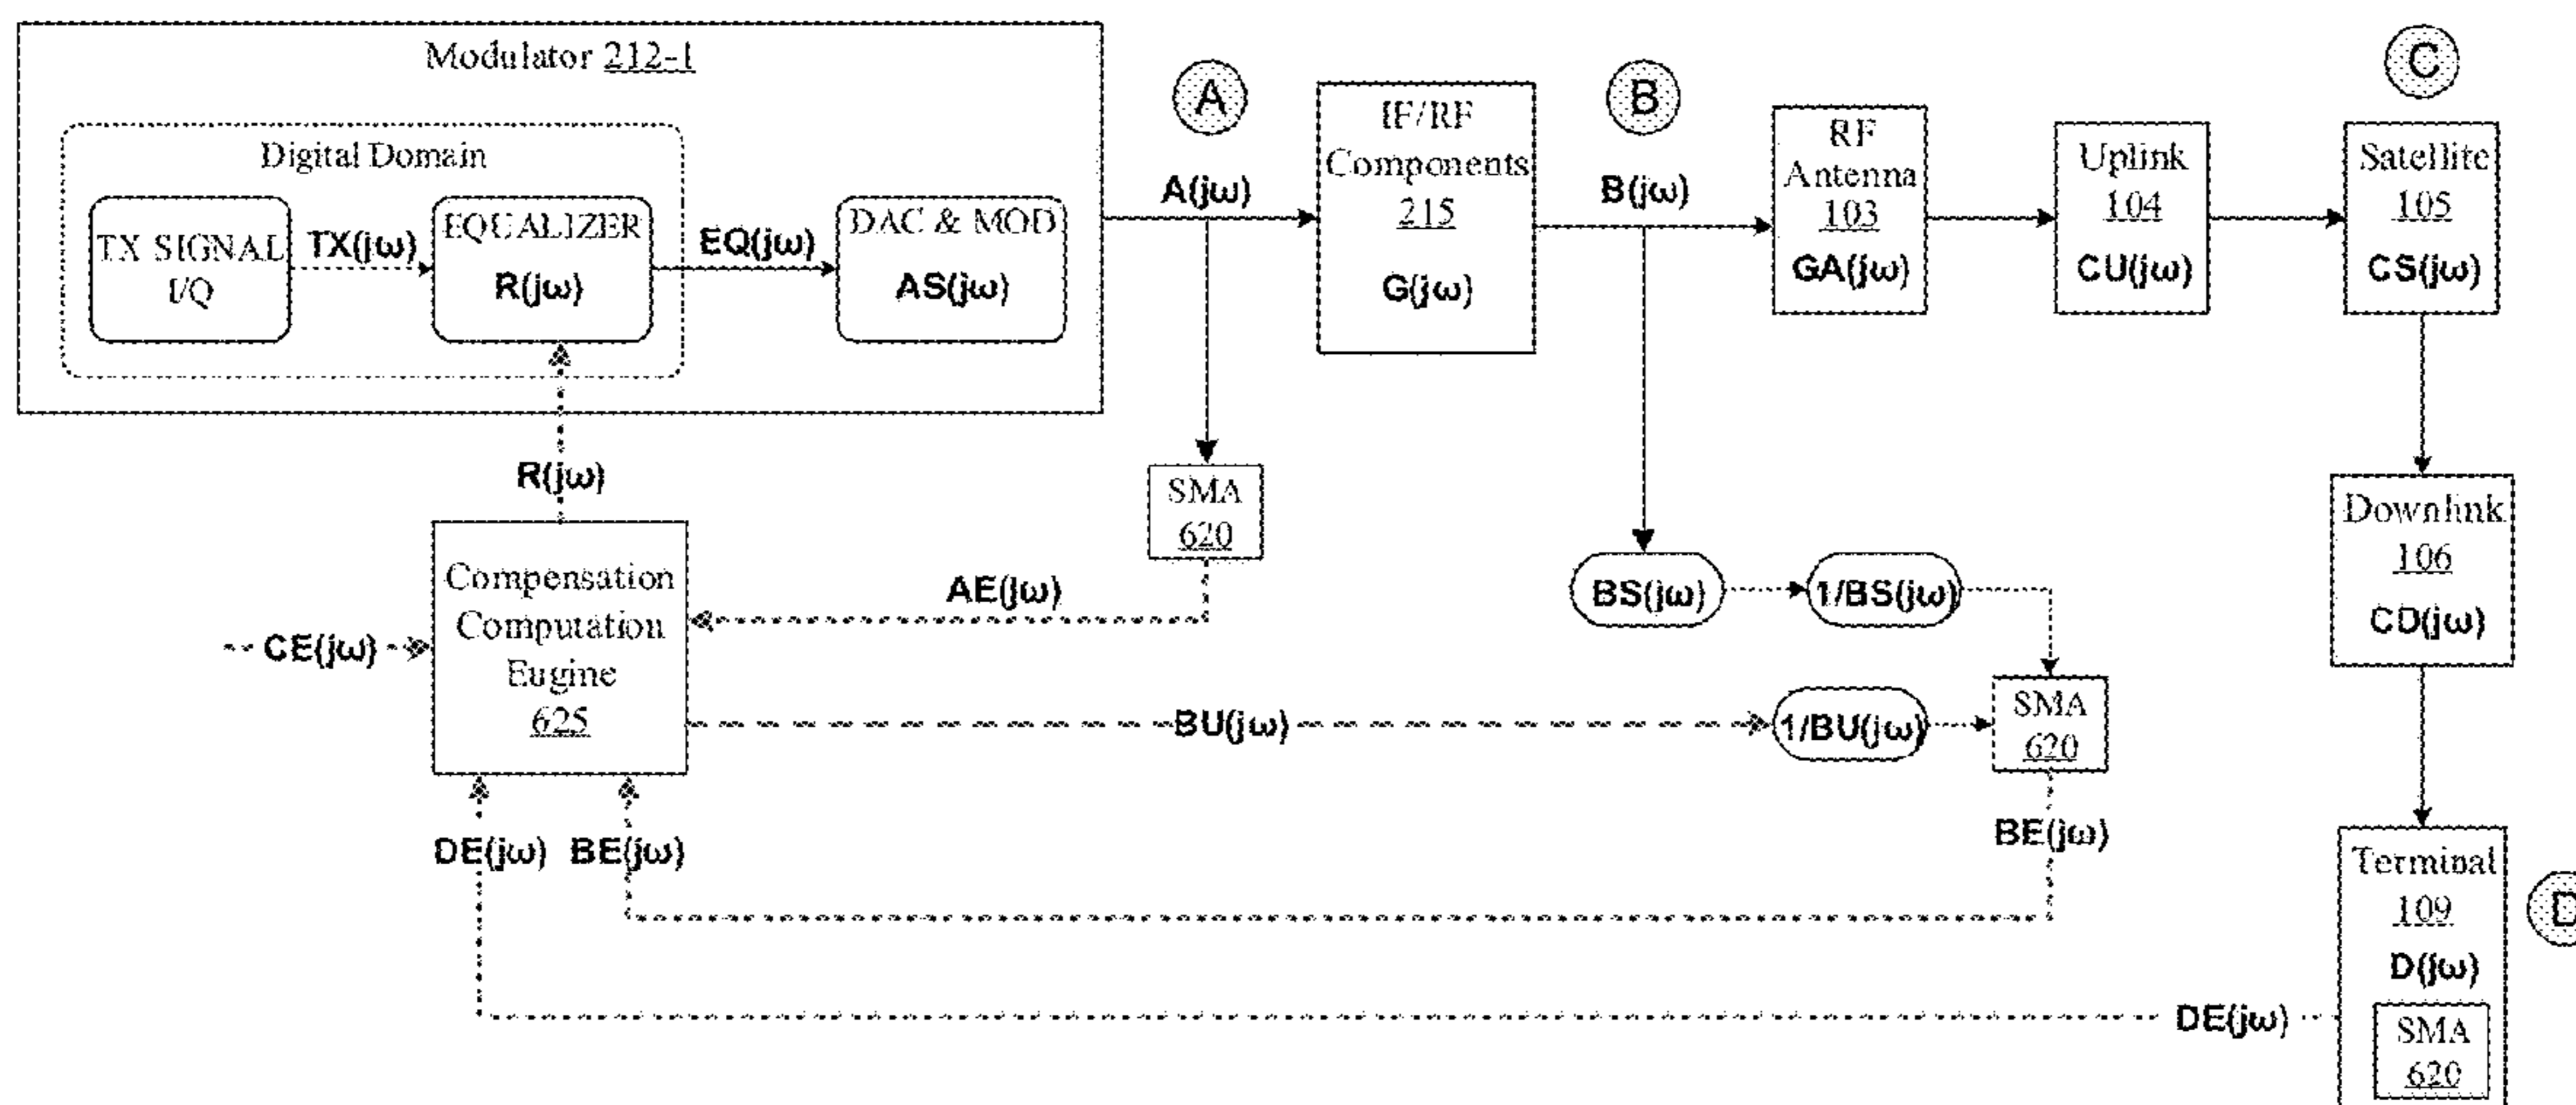 Modulator 212-1
Digital Domain
TX SIGNAL
I/Q
TX(jω)
EQUALIZER
R(jω)
EQ(jω)
DAC & MOD
AS(jω)
A
A(jω)
IF/RF
Components
215
G(jω)
B
B(jω)
RF
Antenna
103
GA(jω)
Uplink
104
CU(jω)
C
Satellite
105
CS(jω)
R(jω)
SMA
620
AE(jω)
CE(jω)
Compensation
Computation
Eugine
625
BS(jω)
1/BS(jω)
BU(jω)
1/BU(jω)
SMA
620
Downlink
106
CD(jω)
DE(jω)
BE(jω)
BE(jω)
Terminal
109
D(jω)
D
DE(jω)
SMA
620